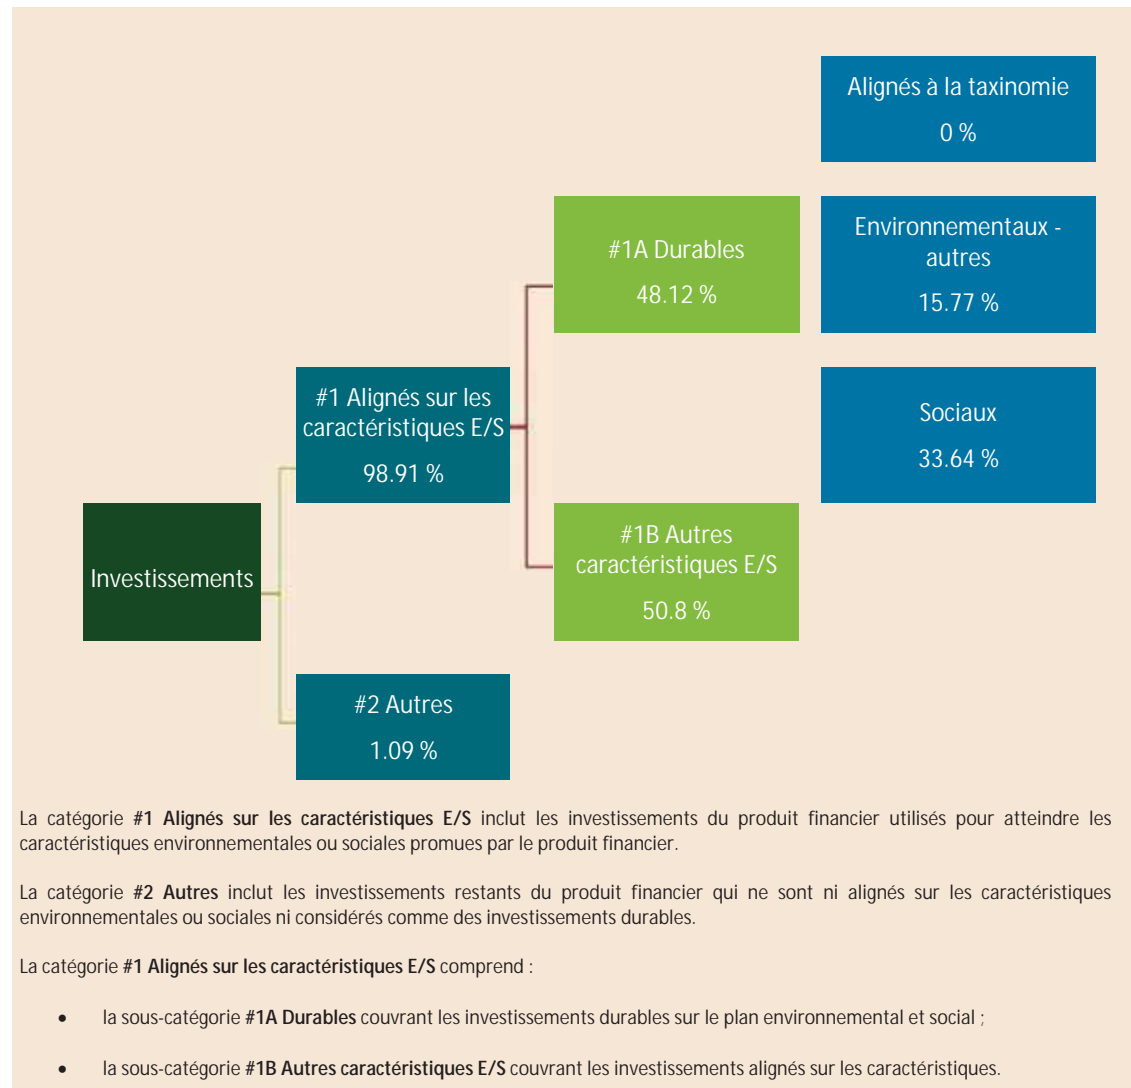 Alignés à la taxinomie
0 %
Environnementaux -
autres
15.77 %
Sociaux
33.64 %
#1A Durables
48.12 %
#1B Autres
caractéristiques E/S
50.8 %
#1 Alignés sur les
caractéristiques E/S
98.91 %
#2 Autres
1.09 %
Investissements
La catégorie #1 Alignés sur les caractéristiques E/S inclut les investissements du produit financier utilisés pour atteindre les
caractéristiques environnementales ou sociales promues par le produit financier.
La catégorie #2 Autres inclut les investissements restants du produit financier qui ne sont ni alignés sur les caractéristiques
environnementales ou sociales ni considérés comme des investissements durables.
La catégorie #1 Alignés sur les caractéristiques E/S comprend :
• la sous-catégorie #1A Durables couvrant les investissements durables sur le plan environnemental et social ;
• la sous-catégorie #1B Autres caractéristiques E/S couvrant les investissements alignés sur les caractéristiques.